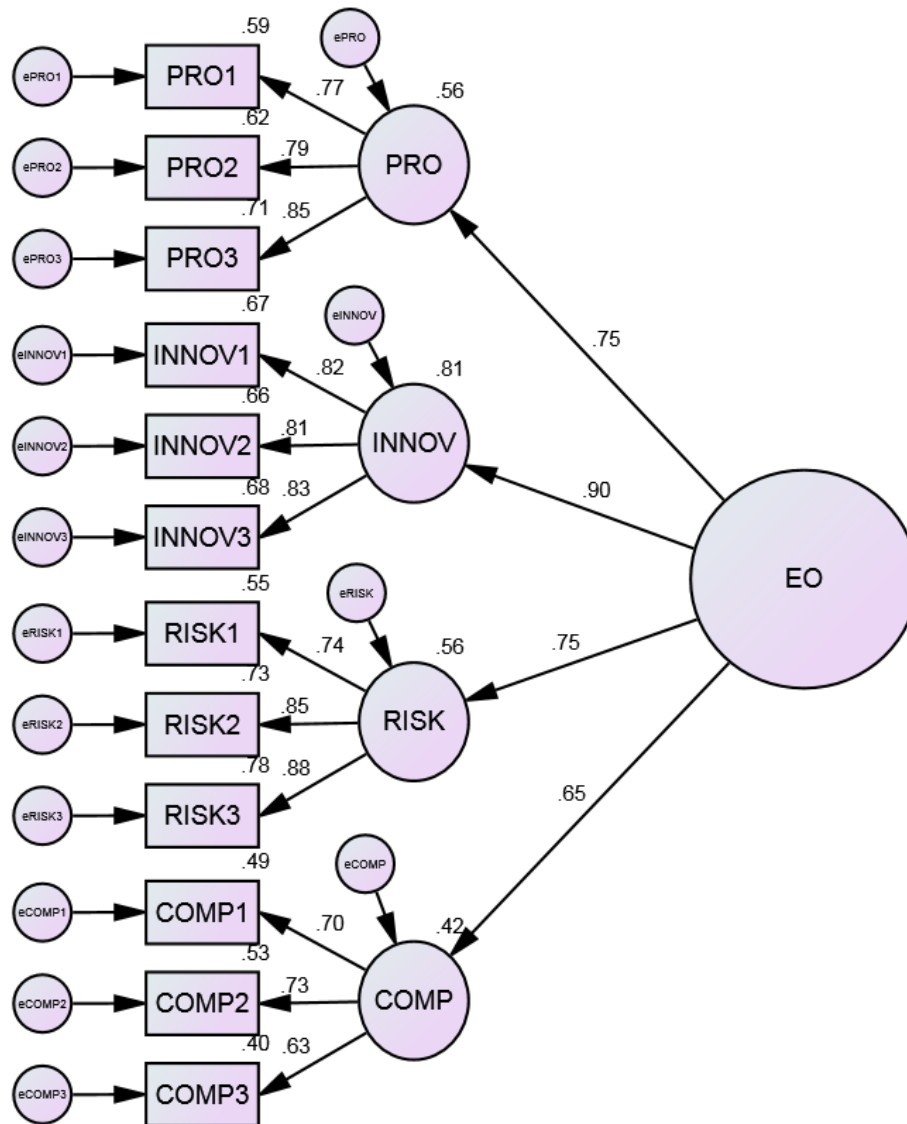 .59
ePRO
ePRO1
PRO1
.77
.56
.62
ePRO2
PRO2
.79
PRO
.71
.85
ePRO3
PRO3
.67
eINNOV
.75
eINNOV1
INNOV1
.82
.81
.66
eINNOV2
INNOV2
.81
INNOV
.68
.83
.90
eINNOV3
INNOV3
EO
.55
eRISK
eRISK1
RISK1
.74
.56
.75
.73
eRISK2
RISK2
.85
RISK
.78
.88
eRISK3
RISK3
.65
.49
eCOMP
eCOMP1
COMP1
.70
.42
.53
eCOMP2
COMP2
.73
COMP
.40
.63
eCOMP3
COMP3